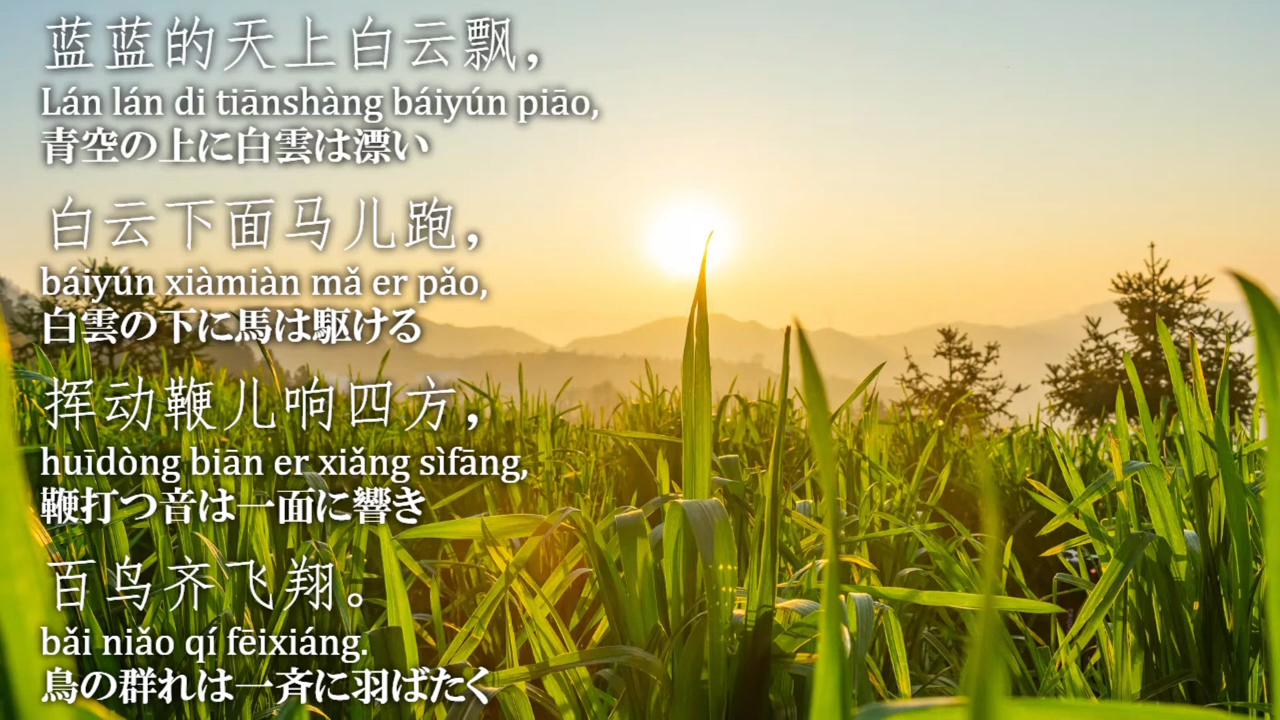 蓝蓝的天上白云飘，
Lán lán di tiānshàng báiyún piāo,
青空の上に白雲は漂い
白云下面马儿跑，
báiyún xiàmiàn mǎ er pǎo,
白雲の下に馬は駆ける
挥动鞭儿响四方，
huīdòng biān er xiǎng sìfāng,
鞭打つ音は一面に響き
百鸟齐飞翔。
bǎi niǎo qí fēixiáng.
鳥の群れは一斉に羽ばたく